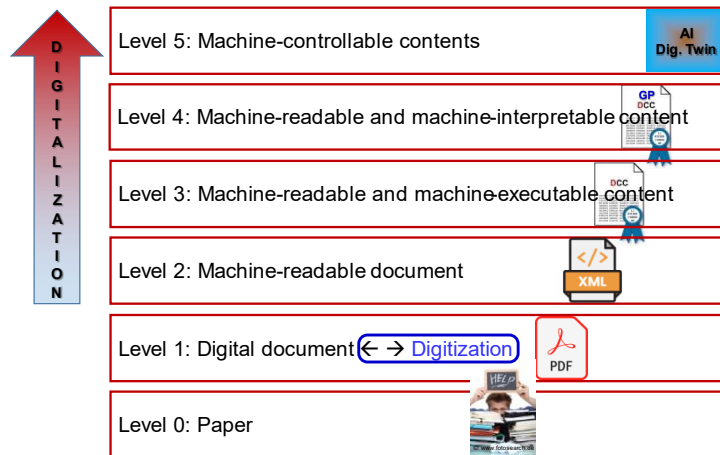 DIGITALIZATION
Level 5: Machine-controllable contents
AI
Dig. Twin
Level 4: Machine-readable and machine-interpretable content
GP
DCC
Level 3: Machine-readable and machine-executable content
DCC
Level 2: Machine-readable document
</>
XML
Level 1: Digital document ← → Digitization
PDF
HELP
Level 0: Paper
© www.fotosearch.de